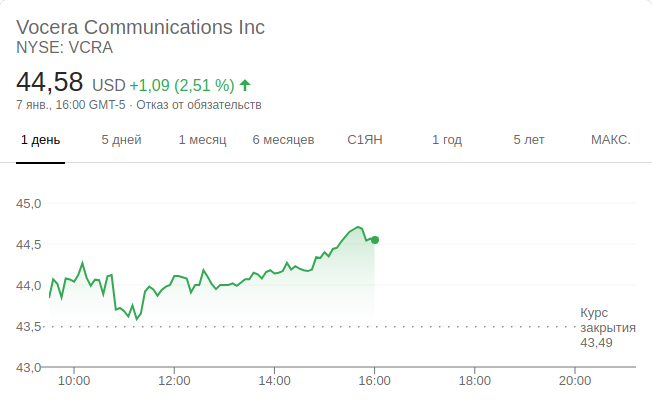 Vocera Communications Inc
NYSE: VCRA
44,58 USD +1,09 (2,51 %)
7 янв., 16:00 GMT-5 · Отказ от обязательств
1 день 5 дней 1 месяц 6 месяцев С1ЯН 1 год 5 лет МАКС.
45,0
44,5
44,0
43,5
43,0
Курс
закрытия
43,49
10:00 12:00 14:00 16:00 18:00 20:00